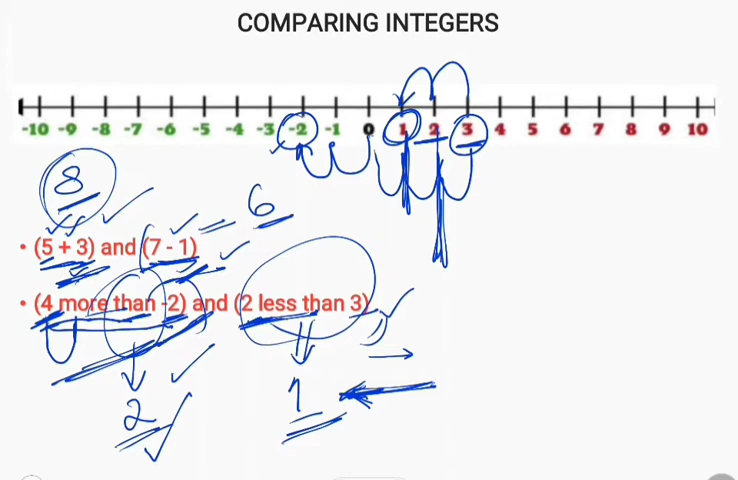 COMPARING INTEGERS
-10 -9 -8 -7 -6 -5 -4 -3 -2 -1 0 1 2 3 4 5 6 7 8 9 10
8
= 6
• (5 + 3) and (7 - 1)
• (4 more than -2) and (2 less than 3)
2 1